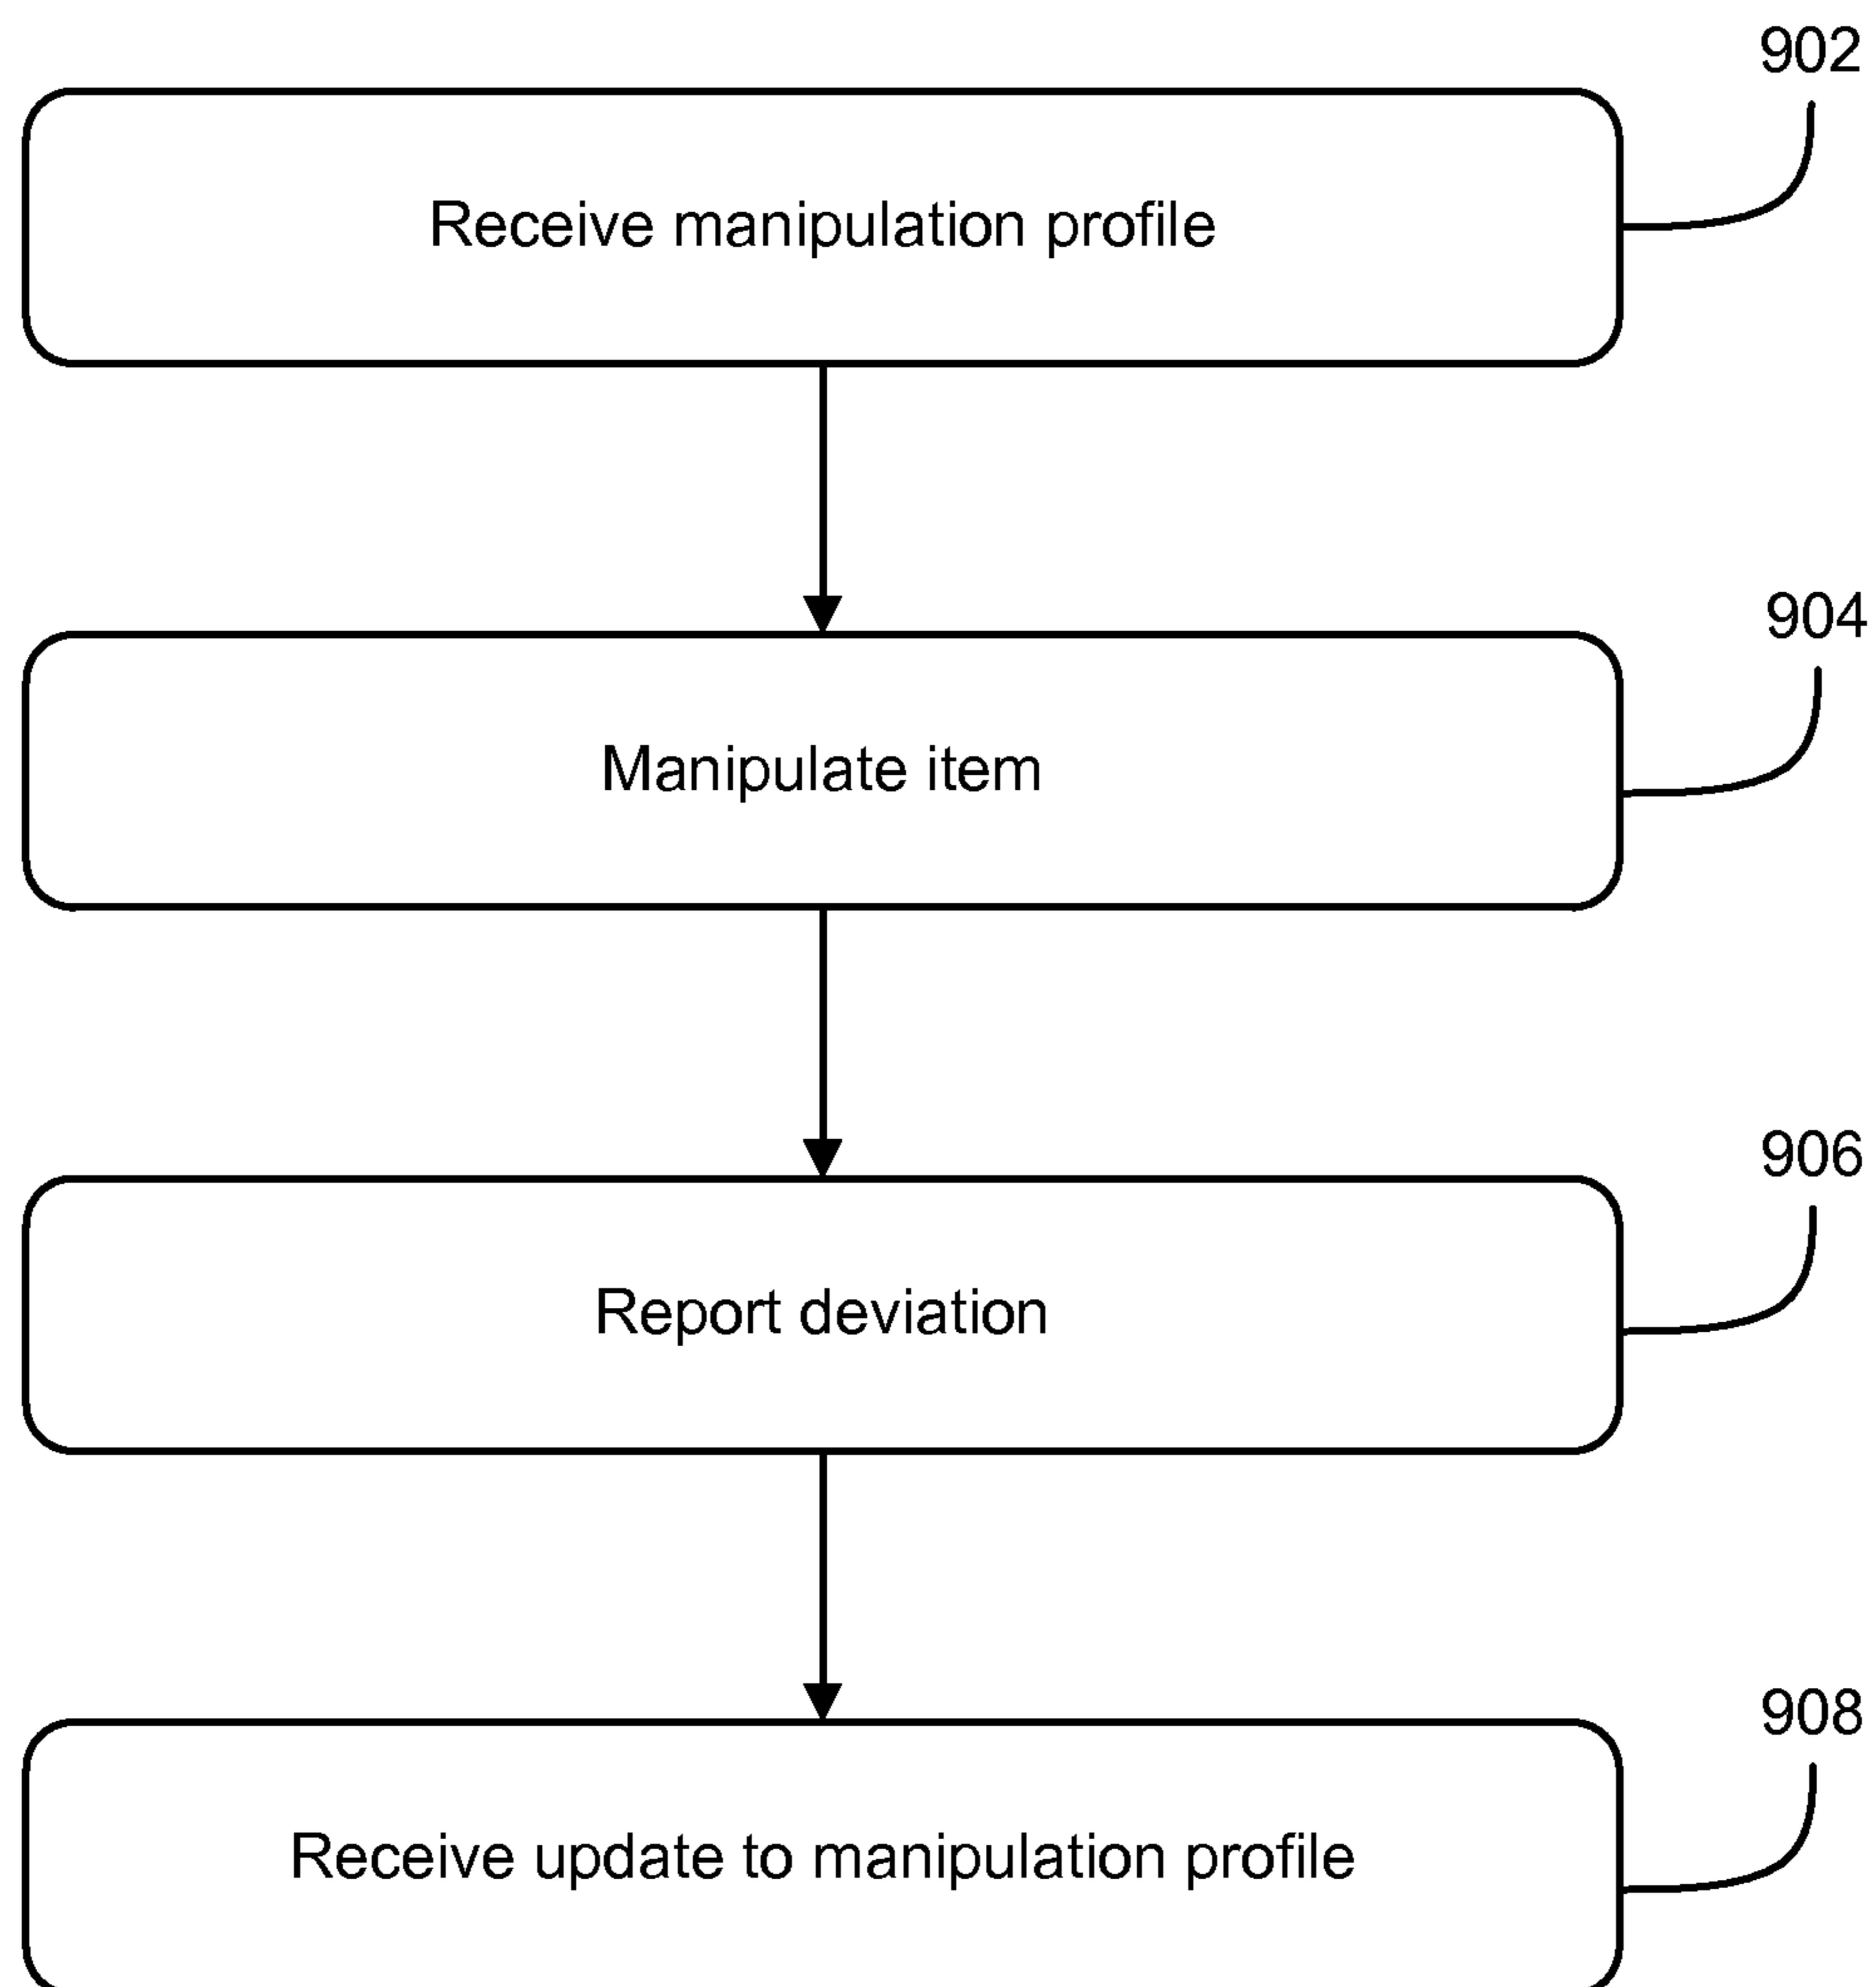 902
Receive manipulation profile
904
Manipulate item
906
Report deviation
908
Receive update to manipulation profile